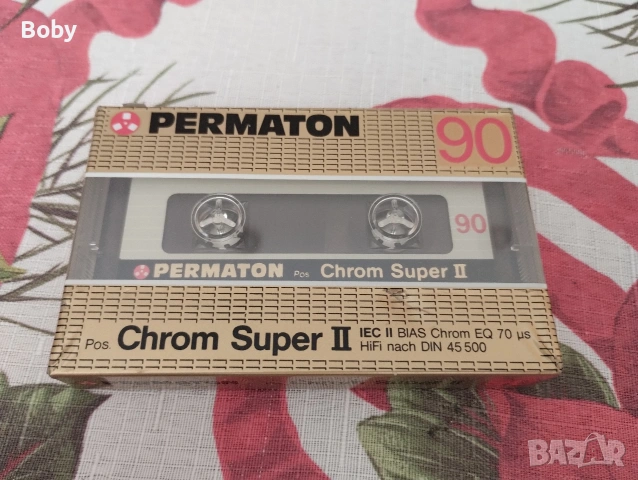 Boby
PERMATON
90
90
PERMATON Pos. Chrom Super II
Pos. Chrom Super II
IEC II BIAS Chrom EQ 70 µs
HiFi nach DIN 45 500
BAZAR